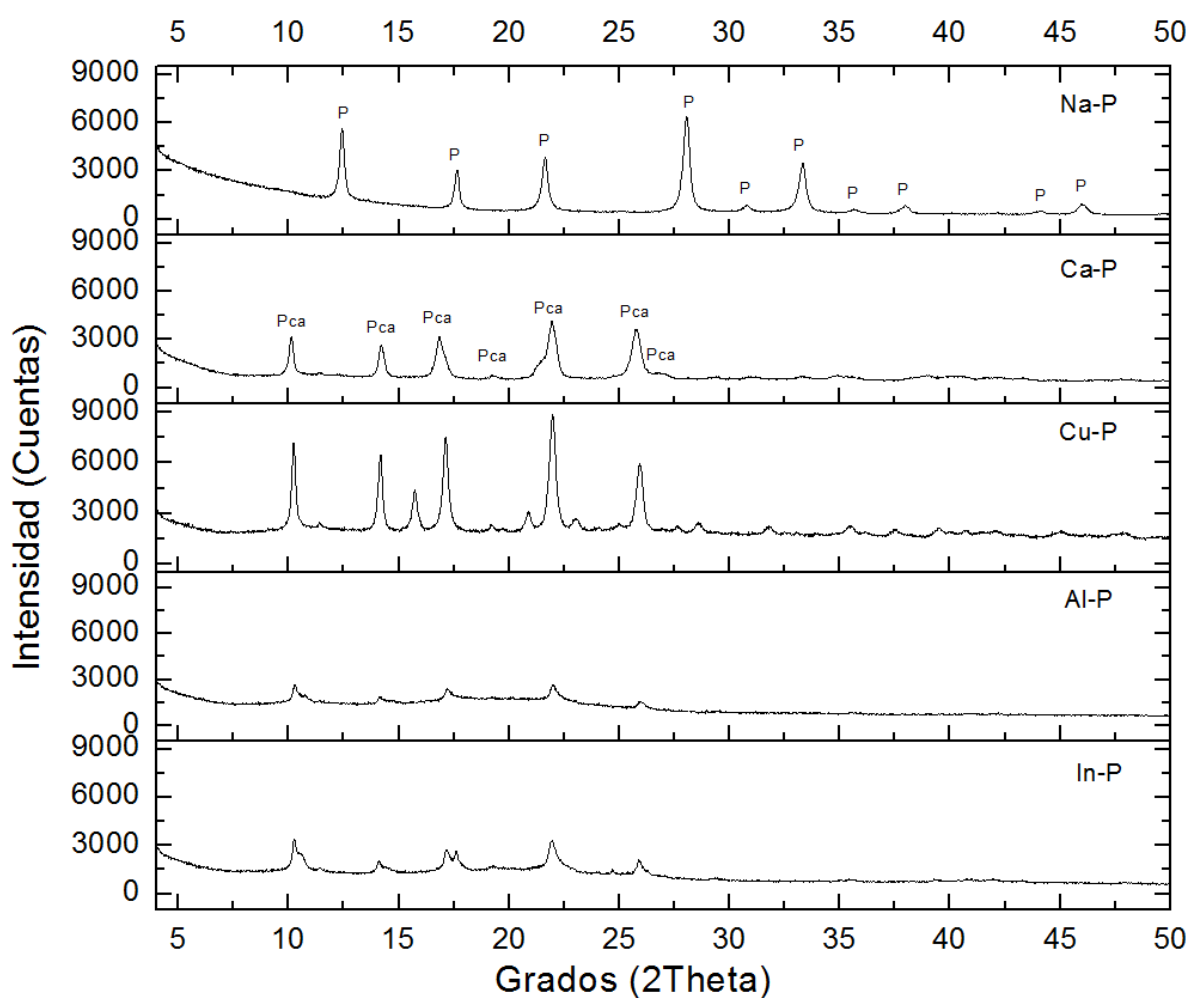 5 10 15 20 25 30 35 40 45 50
9000
6000
3000
0
Na-P
P P P P P P P P P P
9000
6000
3000
0
Ca-P
Pca Pca Pca Pca Pca Pca Pca
9000
6000
3000
0
Cu-P
9000
6000
3000
0
Al-P
9000
6000
3000
0
In-P
5 10 15 20 25 30 35 40 45 50
Intensidad (Cuentas)
Grados (2Theta)